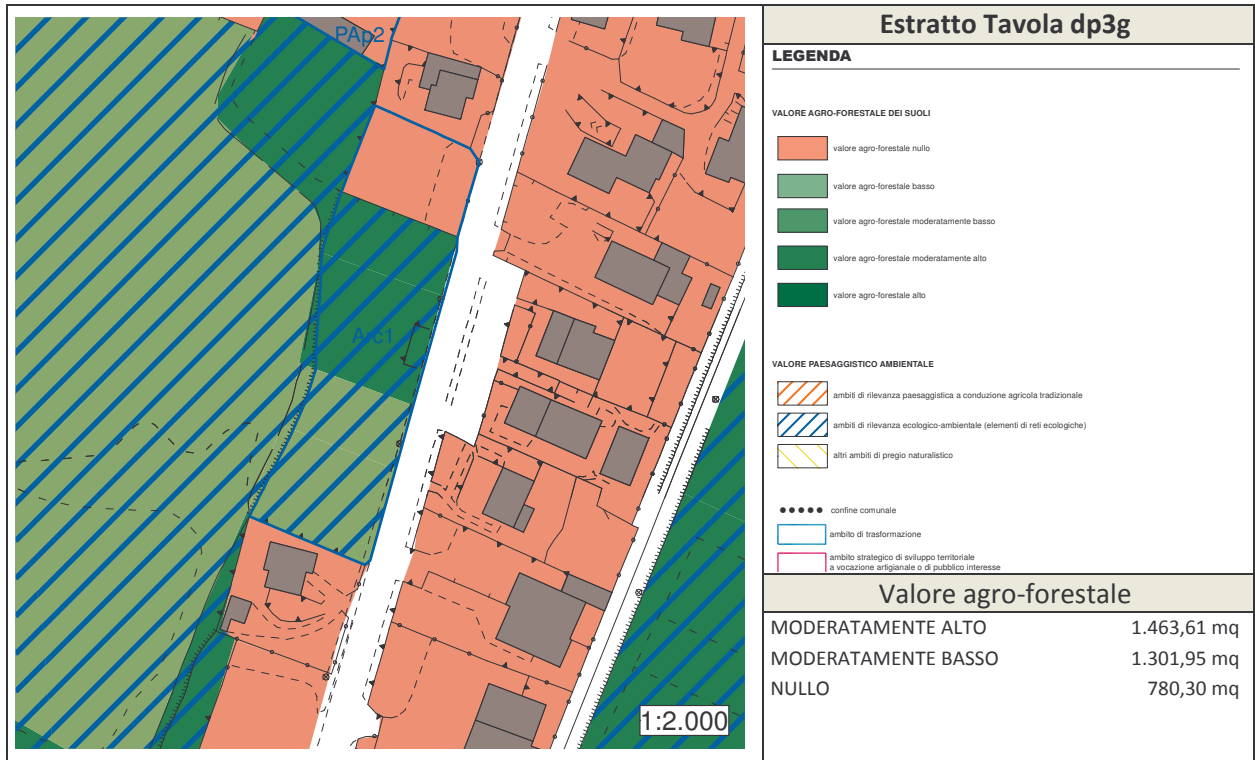 PAp2
Arc1
1:2.000
Estratto Tavola dp3g
LEGENDA
VALORE AGRO-FORESTALE DEI SUOLI
valore agro-forestale nullo
valore agro-forestale basso
valore agro-forestale moderatamente basso
valore agro-forestale moderatamente alto
valore agro-forestale alto
VALORE PAESAGGISTICO AMBIENTALE
ambiti di rilevanza paesaggistica a conduzione agricola tradizionale
ambiti di rilevanza ecologico-ambientale (elementi di reti ecologiche)
altri ambiti di pregio naturalistico
confine comunale
ambito di trasformazione
ambito strategico di sviluppo territoriale
a vocazione artigianale o di pubblico interesse
Valore agro-forestale
MODERATAMENTE ALTO 1.463,61 mq
MODERATAMENTE BASSO 1.301,95 mq
NULLO 780,30 mq